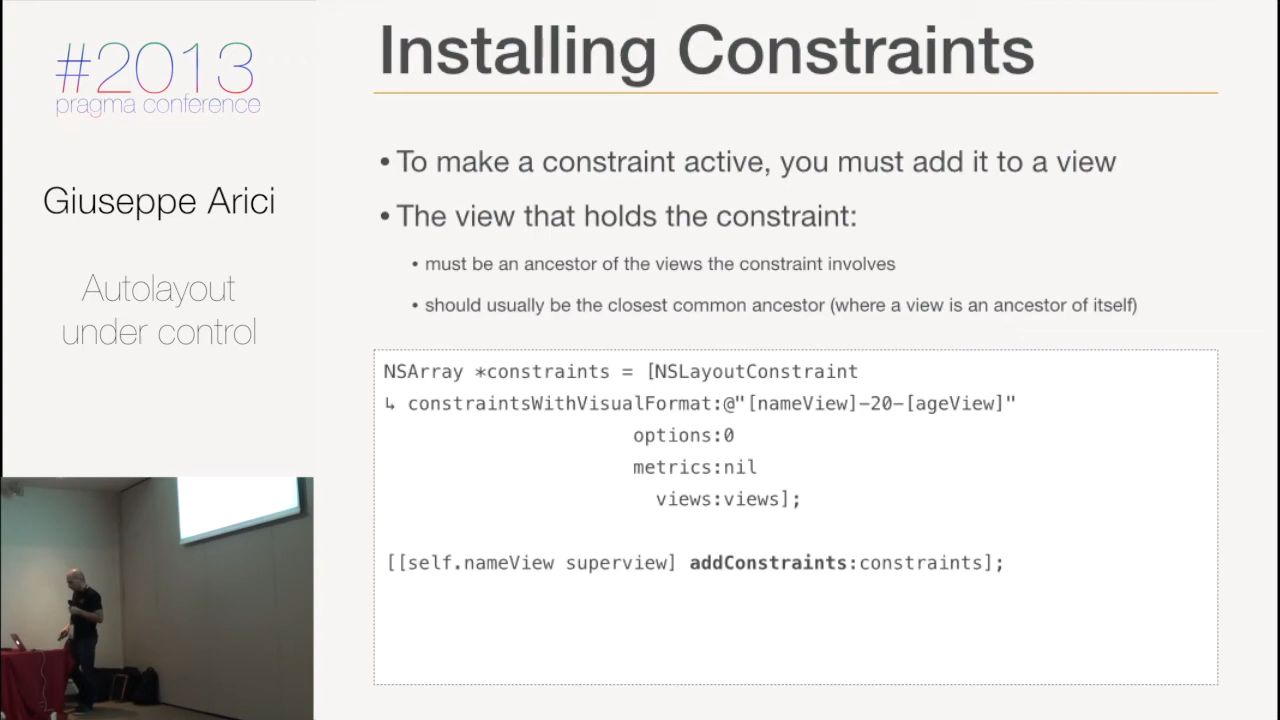 #2013
pragma conference
Giuseppe Arici
Autolayout
under control
Installing Constraints
• To make a constraint active, you must add it to a view
• The view that holds the constraint:
• must be an ancestor of the views the constraint involves
• should usually be the closest common ancestor (where a view is an ancestor of itself)
NSArray *constraints = [NSLayoutConstraint
↳ constraintsWithVisualFormat:@"[nameView]-20-[ageView]"
options:0
metrics:nil
views:views];
[[self.nameView superview] addConstraints:constraints];